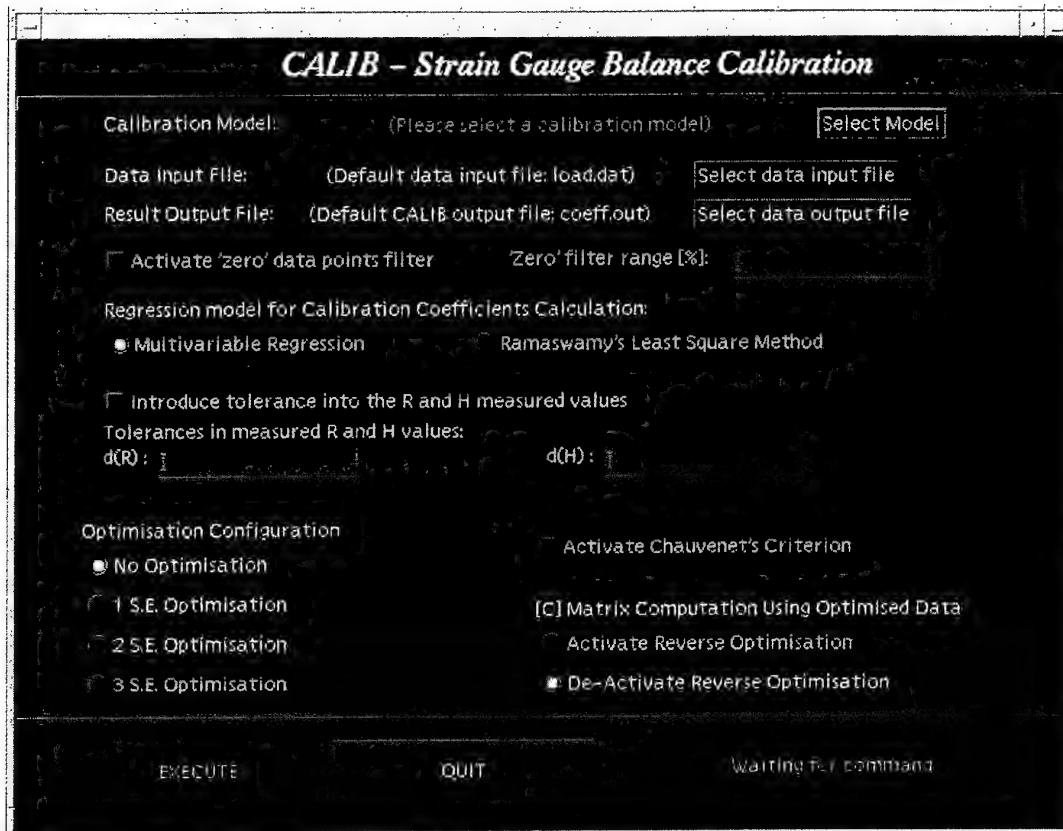 CALIB – Strain Gauge Balance Calibration
Calibration Model: (Please select a calibration model) Select Model
Data Input File: (Default data input file: load.dat) Select data input file
Result Output File: (Default CALIB output file: coeff.out) Select data output file
Activate 'zero' data points filter 'Zero' filter range [%]:
Regression model for Calibration Coefficients Calculation:
Multivariable Regression Ramaswamy's Least Square Method
Introduce tolerance into the R and H measured values
Tolerances in measured R and H values:
d(R) : d(H) :
Optimisation Configuration
Activate Chauvenet's Criterion
No Optimisation
1 S.E. Optimisation [C] Matrix Computation Using Optimised Data
2 S.E. Optimisation Activate Reverse Optimisation
3 S.E. Optimisation De-Activate Reverse Optimisation
EXECUTE QUIT Waiting for command